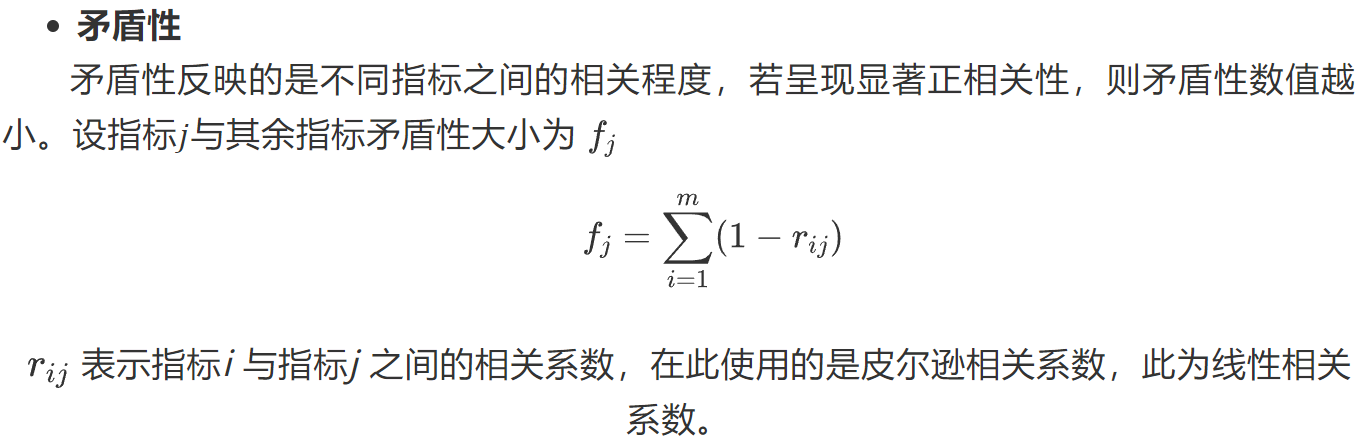 • 矛盾性
矛盾性反映的是不同指标之间的相关程度，若呈现显著正相关性，则矛盾性数值越
小。设指标j与其余指标矛盾性大小为 f_j
f_j = \sum_{i=1}^{m}(1 - r_{ij})
r_{ij} 表示指标i 与指标j 之间的相关系数，在此使用的是皮尔逊相关系数，此为线性相关
系数。